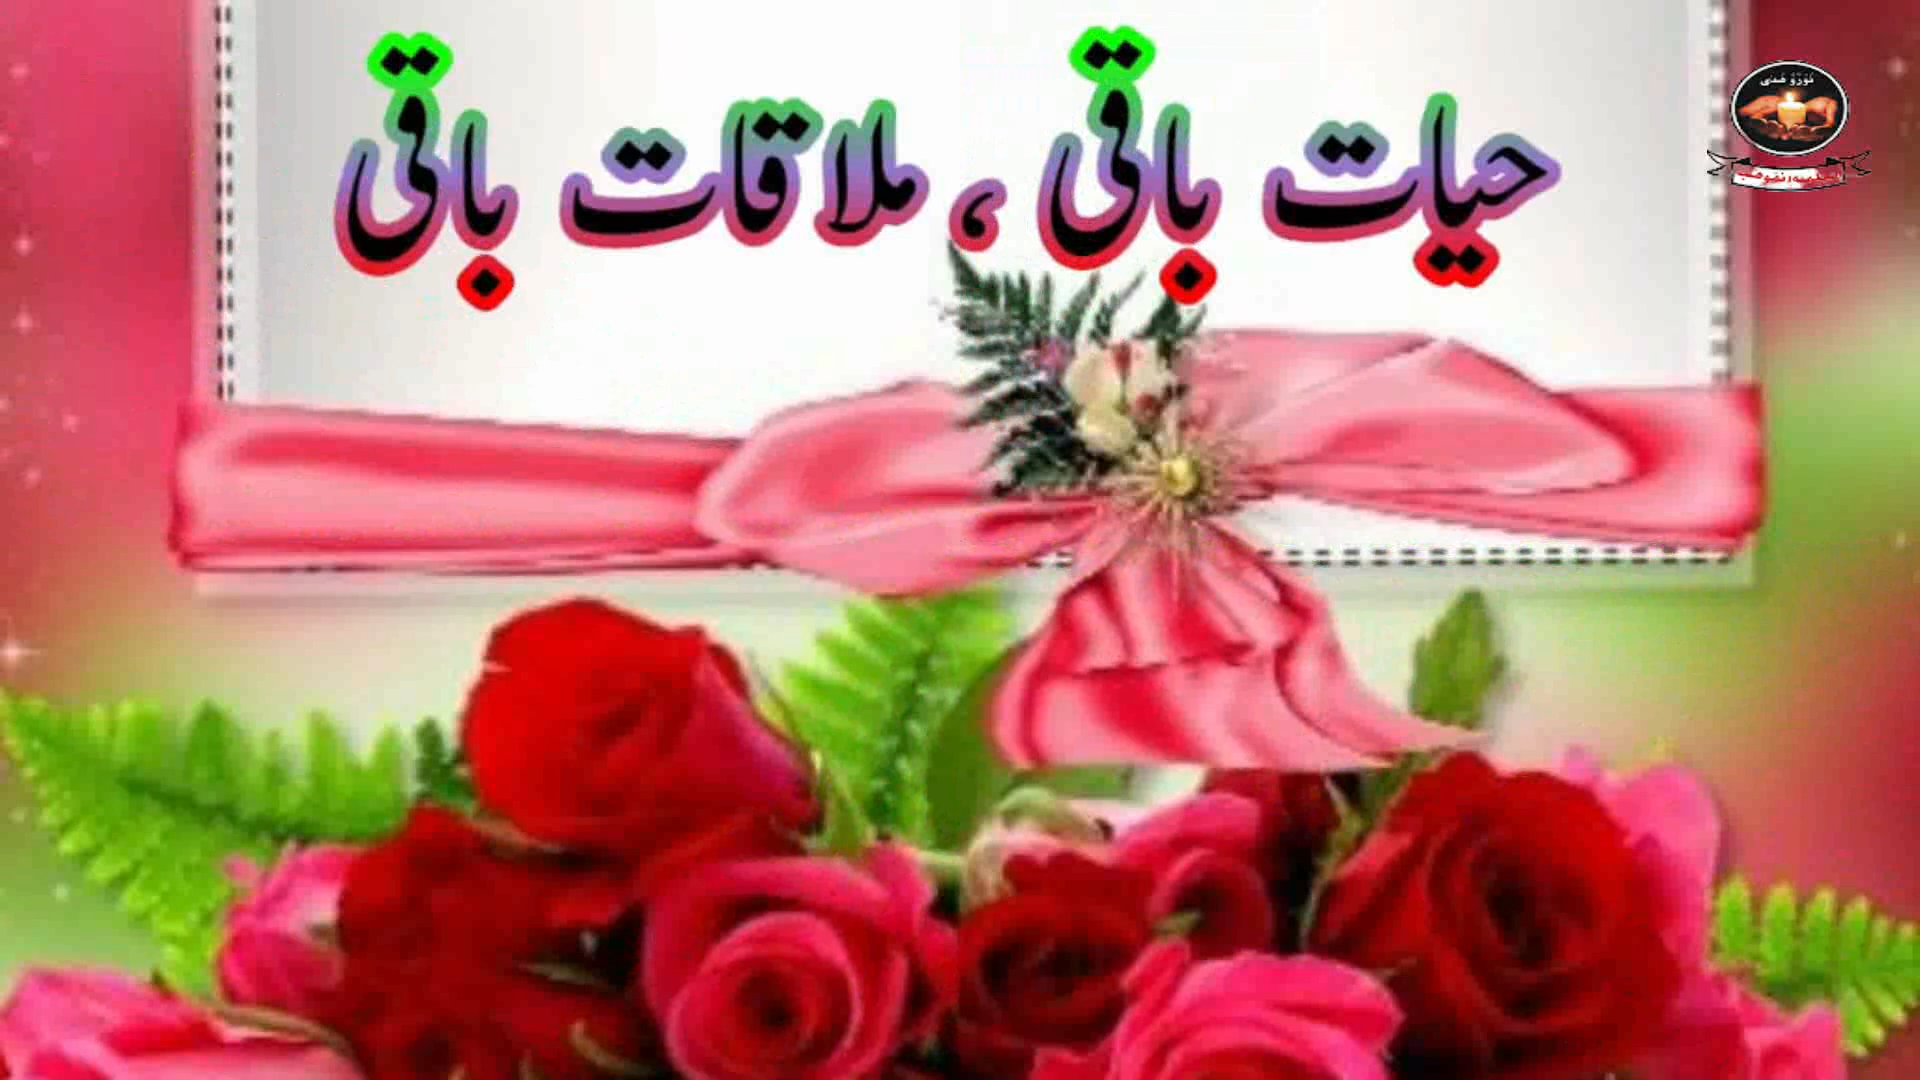 حیات باقی ، ملاقات باقی